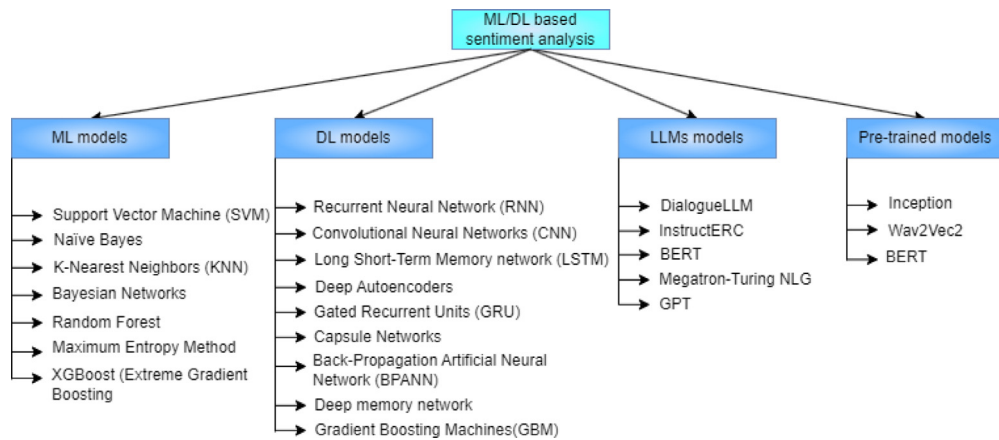 ML/DL based
sentiment analysis
ML models
DL models
LLMs models
Pre-trained models
Support Vector Machine (SVM)
Naïve Bayes
K-Nearest Neighbors (KNN)
Bayesian Networks
Random Forest
Maximum Entropy Method
XGBoost (Extreme Gradient
Boosting
Recurrent Neural Network (RNN)
Convolutional Neural Networks (CNN)
Long Short-Term Memory network (LSTM)
Deep Autoencoders
Gated Recurrent Units (GRU)
Capsule Networks
Back-Propagation Artificial Neural
Network (BPANN)
Deep memory network
Gradient Boosting Machines(GBM)
DialogueLLM
InstructERC
BERT
Megatron-Turing NLG
GPT
Inception
Wav2Vec2
BERT